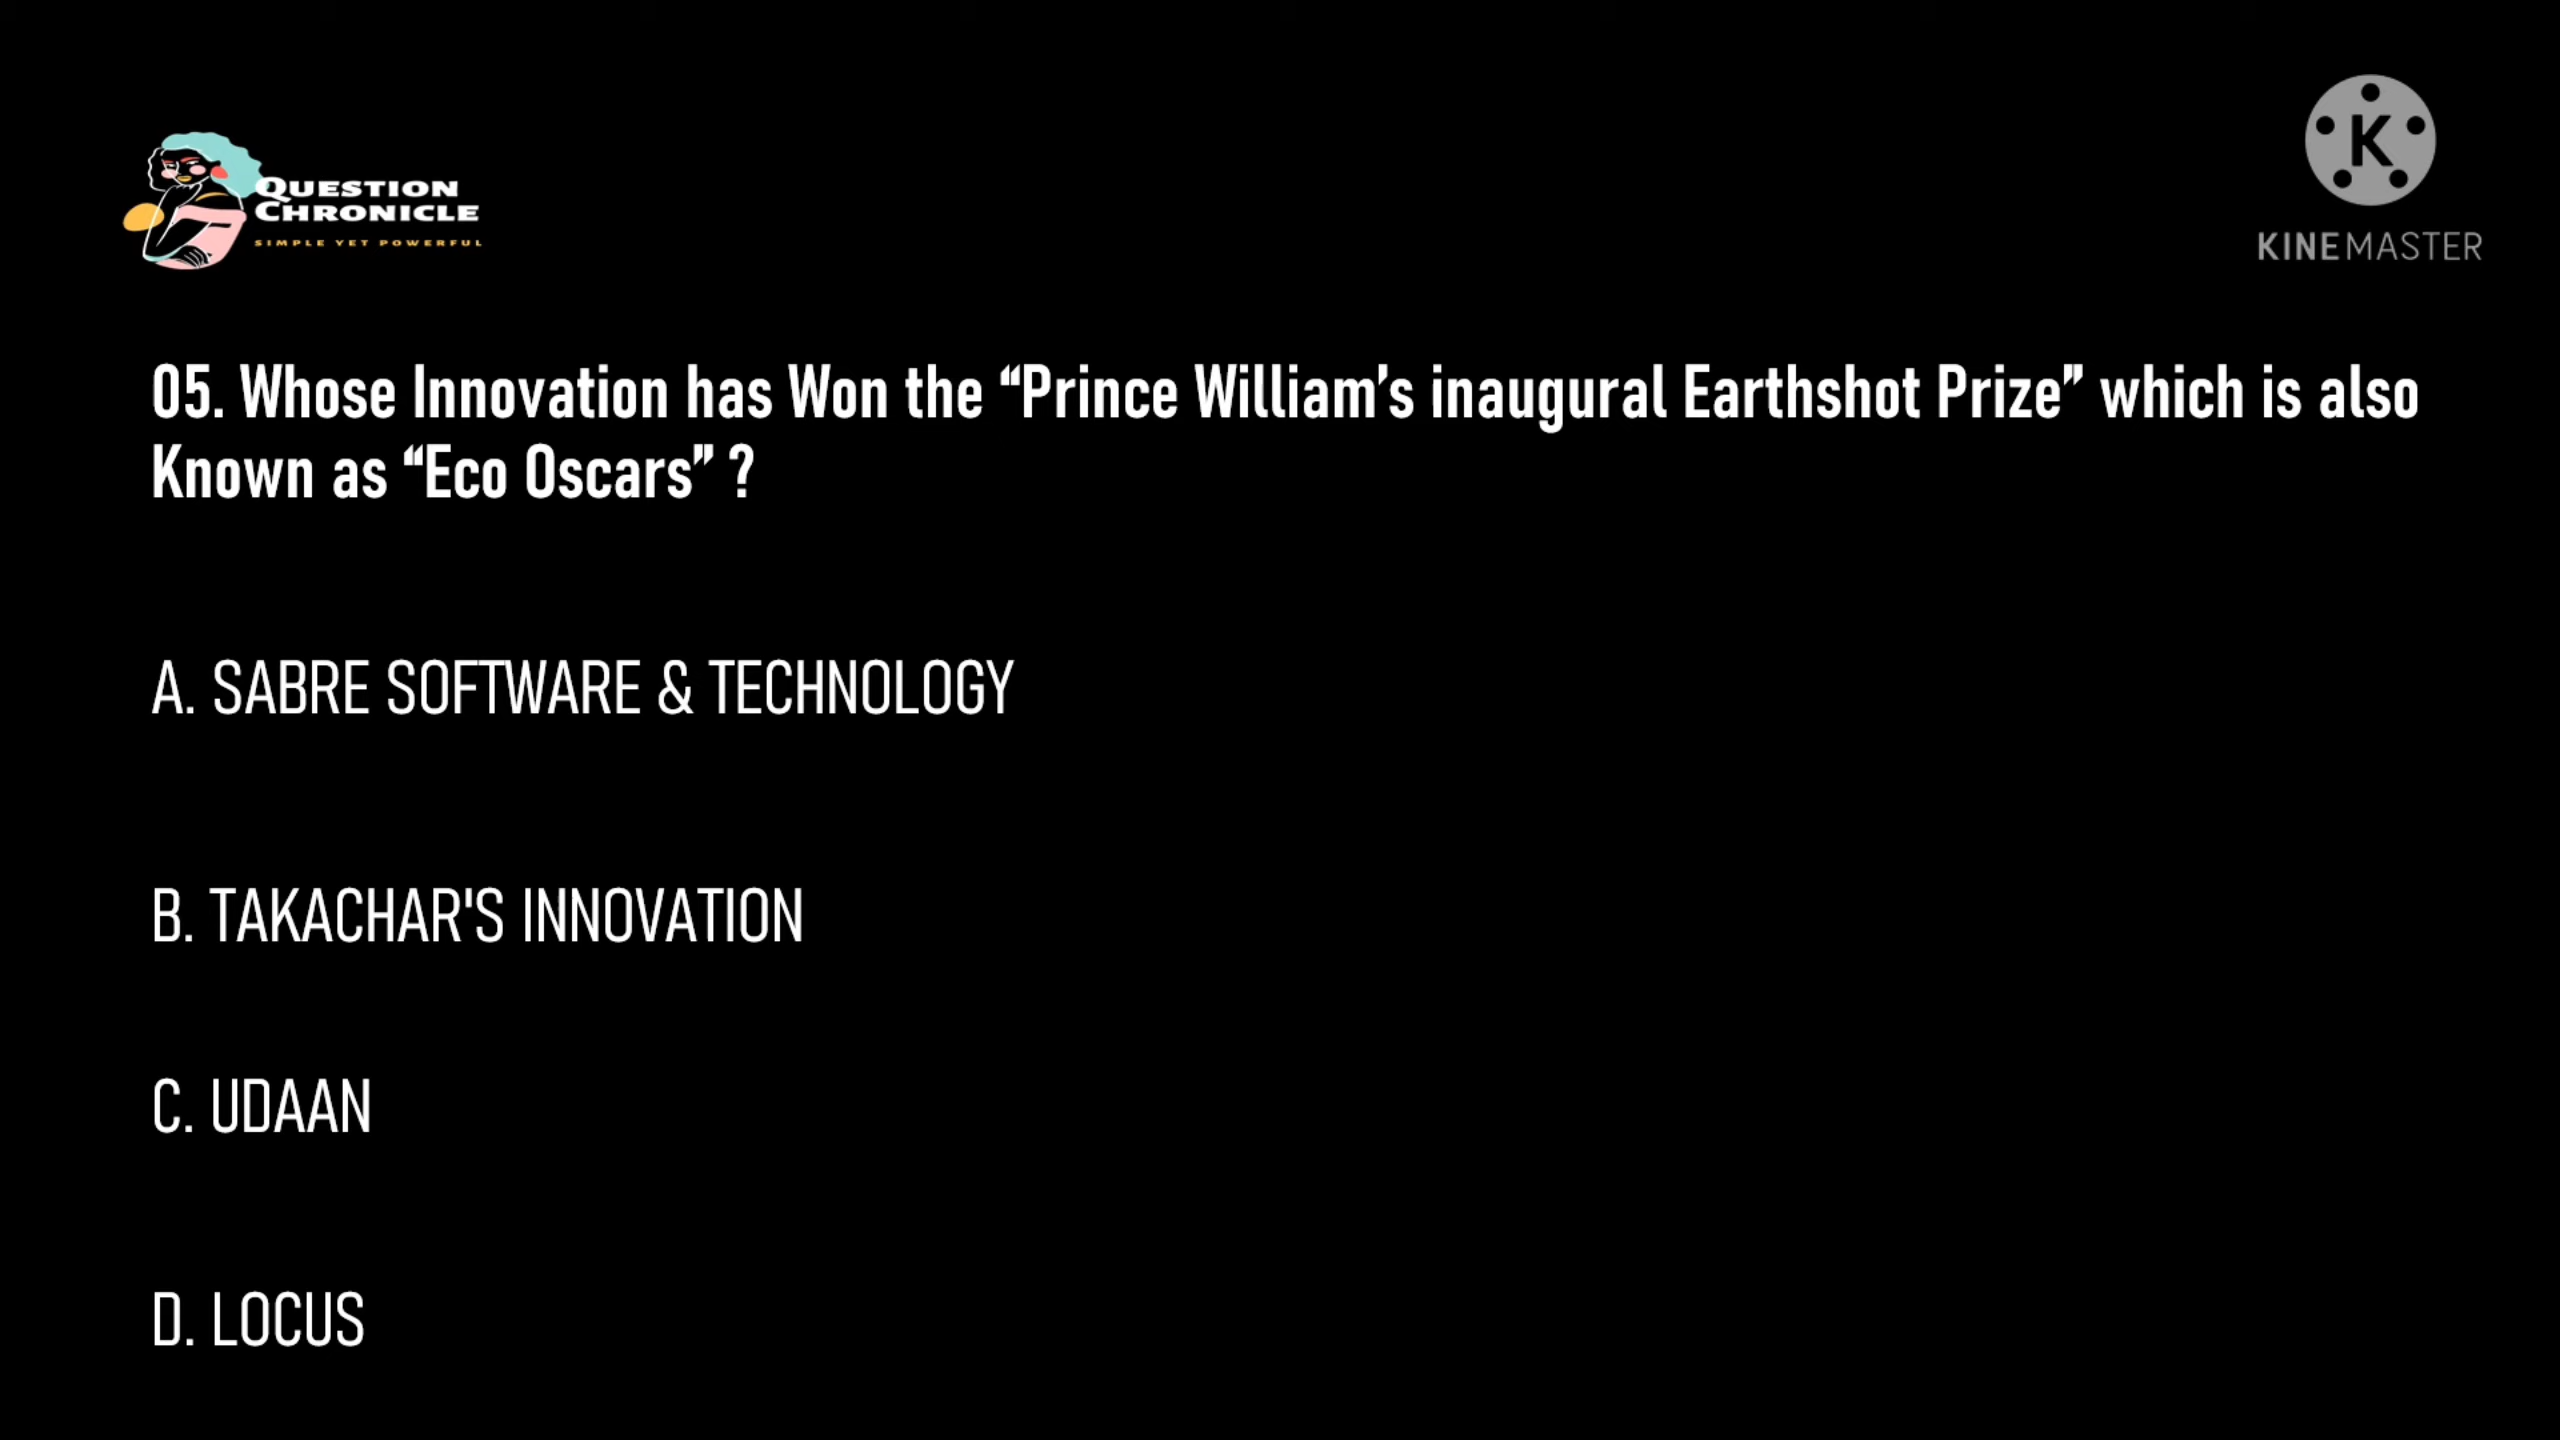 QUESTION
CHRONICLE
SIMPLE YET POWERFUL
K
KINEMASTER
05. Whose Innovation has Won the “Prince William’s inaugural Earthshot Prize” which is also
Known as “Eco Oscars” ?
A. SABRE SOFTWARE & TECHNOLOGY
B. TAKACHAR'S INNOVATION
C. UDAAN
D. LOCUS